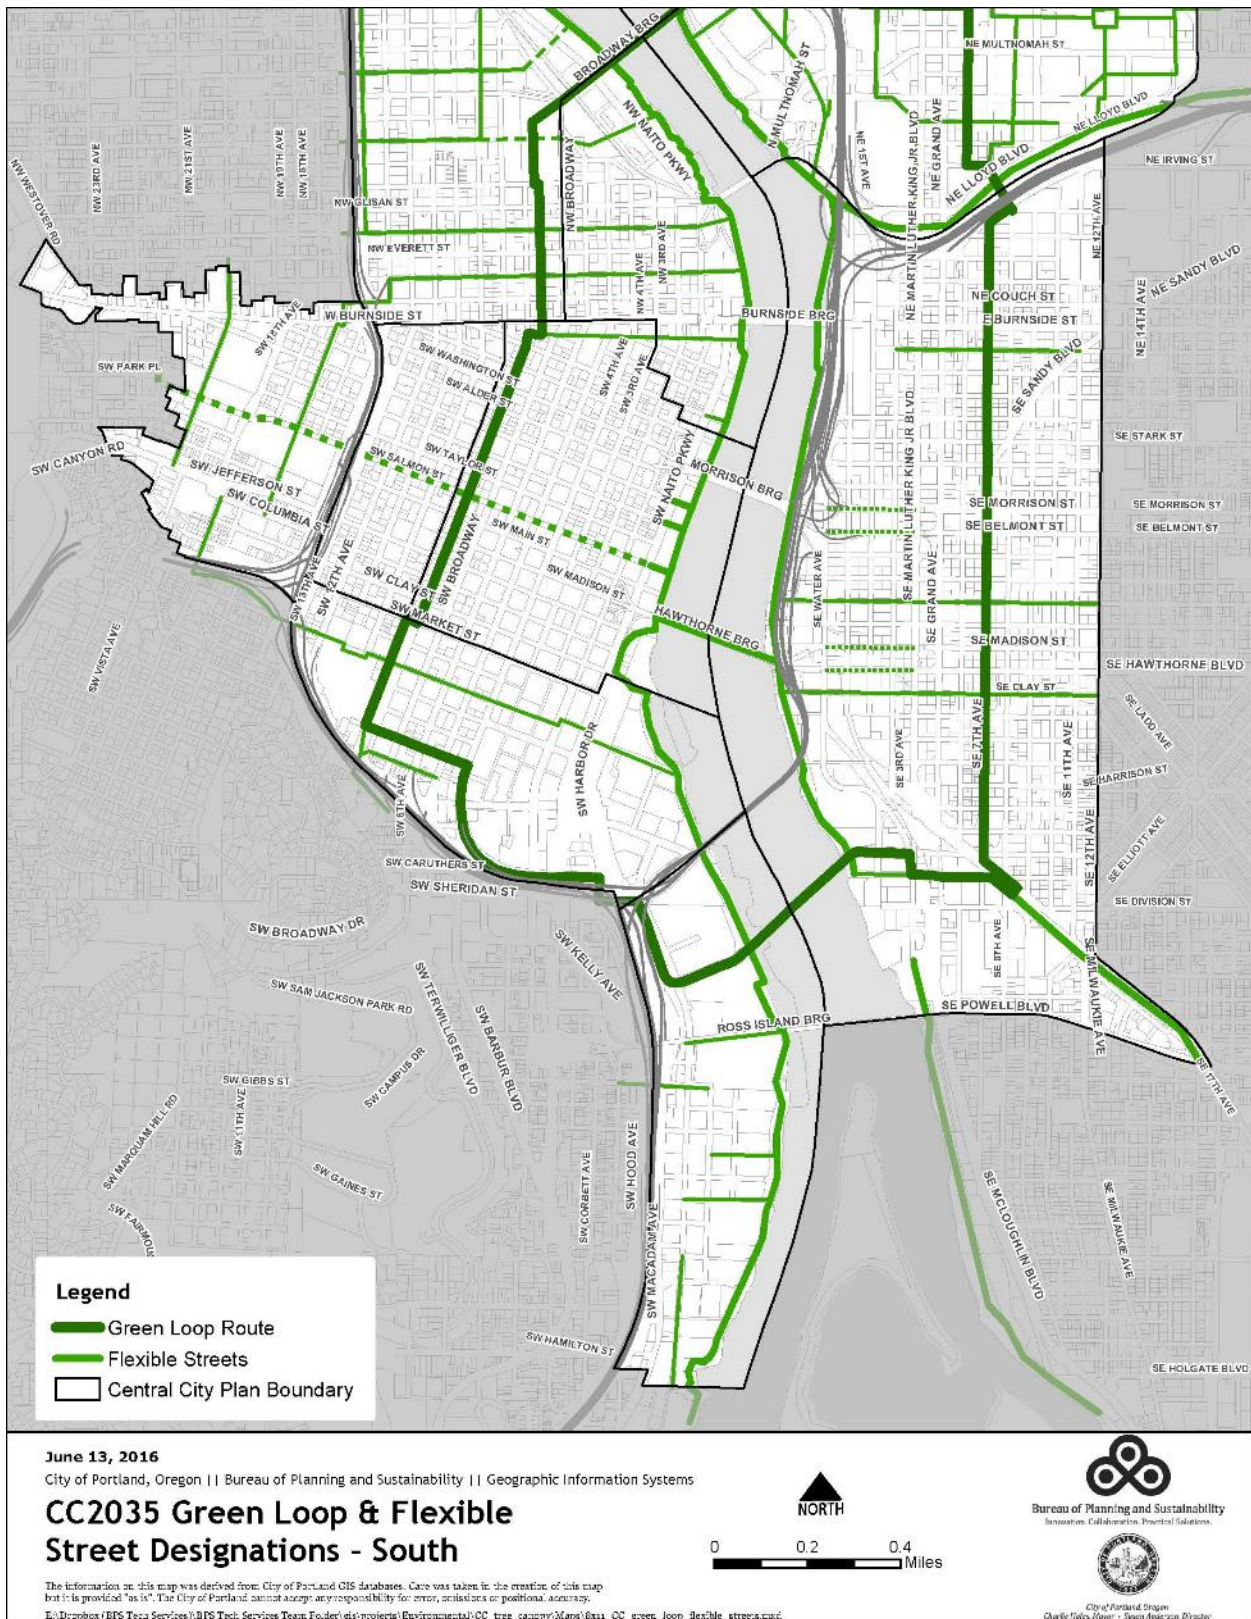 NE MULTNOMAH ST
BROADWAY BRG
N MULTNOMAH ST
NW NAITO PKWY
NE LLOYD BLVD
NW 23RD AVE
NW 21ST AVE
NW 19TH AVE
NW 18TH AVE
NW BROADWAY
NE 1ST AVE
NE MARTIN LUTHER KING JR BLVD
NE GRAND AVE
NE LLOYD BLVD
NE IRVING ST
NW WESTOVER RD
NW GLISAN ST
NW EVERETT ST
NW 4TH AVE
NW 3RD AVE
NE 12TH AVE
NE SANDY BLVD
NE COUCH ST
W BURNSIDE ST
BURNSIDE BRG
E BURNSIDE ST
NE 14TH AVE
SW 18TH AVE
SW PARK PL
SW WASHINGTON ST
SW ALDER ST
SW 4TH AVE
SW 3RD AVE
SE SANDY BLVD
SE MARTIN LUTHER KING JR BLVD
SE STARK ST
SW CANYON RD
SW JEFFERSON ST
SW COLUMBIA S
SW TAYLOR ST
SW SALMON ST
SW NAITO PKWY
MORRISON BRG
SE MORRISON ST
SE MORRISON ST
SE BELMONT ST
SE BELMONT ST
SW MAIN ST
SW BROADWAY
SW 13TH AVE
SW 12TH AVE
SW CLAY ST
SW MADISON ST
SW MARKET ST
HAWTHORNE BRG
SE WATER AVE
SE GRAND AVE
SE MADISON ST
SE HAWTHORNE BLVD
SW VISTA AVE
SE CLAY ST
SE LADD AVE
SW HARBOR DR
SE 3RD AVE
SE 7TH AVE
SE 11TH AVE
SE HARRISON ST
SW 6TH AVE
SE 12TH AVE
SE ELLIOTT AVE
SW CARUTHERS ST
SW SHERIDAN ST
SE DIVISION ST
SW BROADWAY DR
SW KELLY AVE
SE 8TH AVE
SE MILWAUKIE AVE
SW SAM JACKSON PARK RD
SW TERWILLIGER BLVD
SW BARBUR BLVD
ROSS ISLAND BRG
SE POWELL BLVD
SE 17TH AVE
SW GIBBS ST
SW CAMPUS DR
SW MARQUAM HILL RD
SW 11TH AVE
SW GAINES ST
SW CORBETT AVE
SW HOOD AVE
SW MACADAM AVE
SE MCLOUGHLIN BLVD
SE MILWAUKIE AVE
SW FAIRMOU
SW HAMILTON ST
SE HOLGATE BLVD
Legend
Green Loop Route
Flexible Streets
Central City Plan Boundary
June 13, 2016
City of Portland, Oregon || Bureau of Planning and Sustainability || Geographic Information Systems
CC2035 Green Loop & Flexible
Street Designations - South
NORTH
0 0.2 0.4
Miles
Bureau of Planning and Sustainability
Innovation. Collaboration. Practical Solutions.
The information on this map was derived from City of Portland GIS databases. Care was taken in the creation of this map
but it is provided "as is". The City of Portland cannot accept any responsibility for error, omissions or positional accuracy.
City of Portland, Oregon
Charlie Hales, Mayor • Susan Anderson, Director